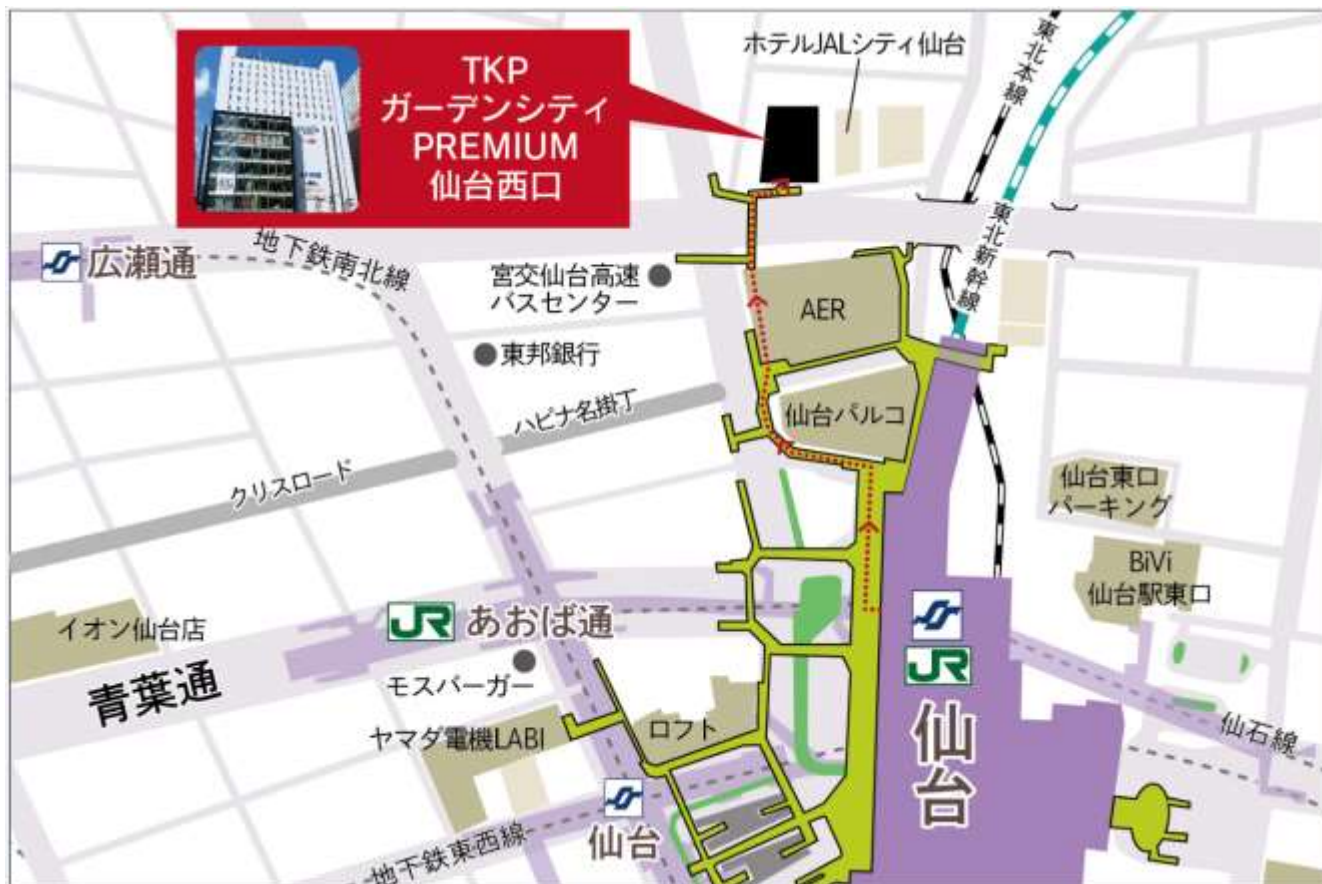 ホテルJALシティ仙台
東北本線
TKP
ガーデンシティ
PREMIUM
仙台西口
東北新幹線
広瀬通
地下鉄南北線
宮交仙台高速
バスセンター
AER
東邦銀行
ハピナ名掛丁
仙台パルコ
クリスロード
仙台東口
パーキング
BiVi
仙台駅東口
イオン仙台店
JR あおば通
JR
青葉通
モスバーガー
ヤマダ電機LABI
ロフト
仙台
仙石線
仙台
地下鉄東西線